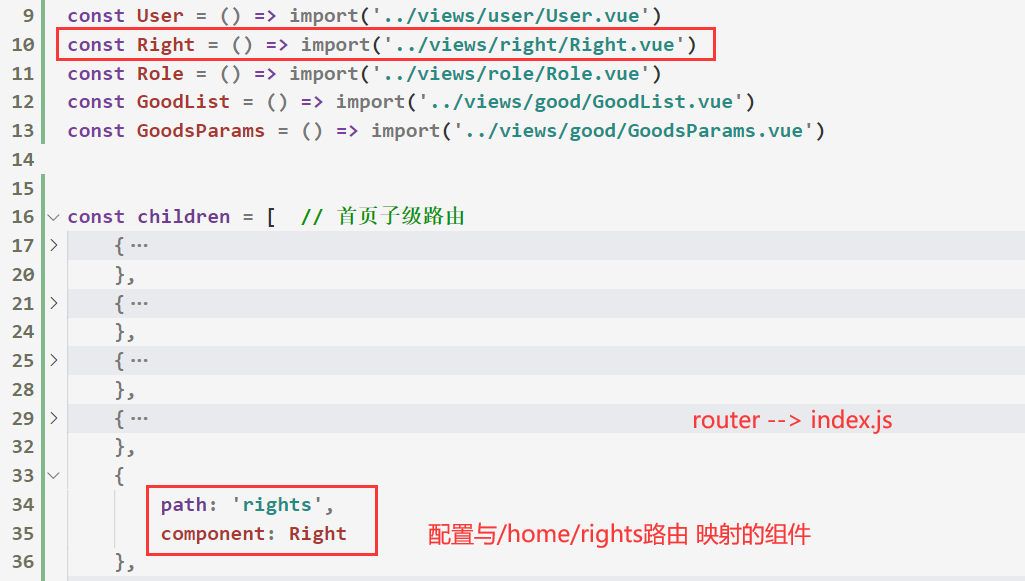 9 const User = () => import('../views/user/User.vue')
10 const Right = () => import('../views/right/Right.vue')
11 const Role = () => import('../views/role/Role.vue')
12 const GoodList = () => import('../views/good/GoodList.vue')
13 const GoodsParams = () => import('../views/good/GoodsParams.vue')
14
15
16 const children = [ // 首页子级路由
17 { ···
20 },
21 { ···
24 },
25 { ···
28 },
29 { ···
router --> index.js
32 },
33 {
34 path: 'rights',
35 component: Right
配置与/home/rights路由 映射的组件
36 },